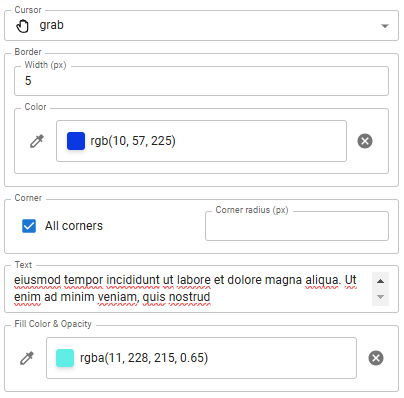 Cursor
grab
Border
Width (px)
5
Color
rgb(10, 57, 225)
Corner
All corners
Corner radius (px)
Text
eiusmod tempor incididunt ut labore et dolore magna aliqua. Ut
enim ad minim veniam, quis nostrud
Fill Color & Opacity
rgba(11, 228, 215, 0.65)